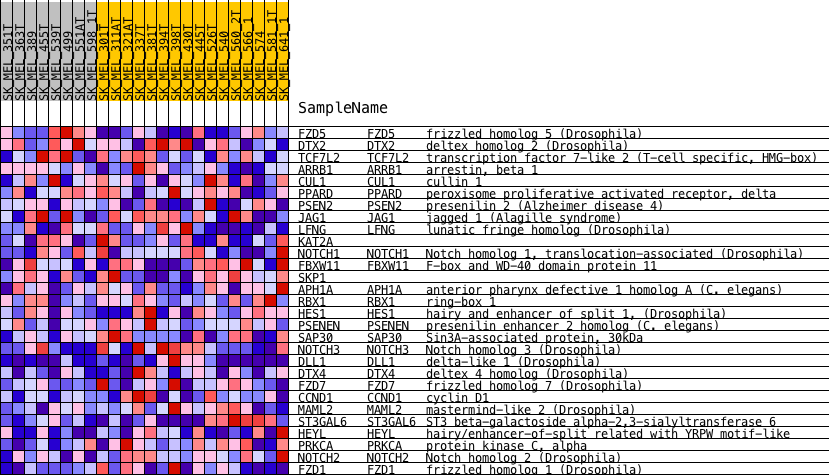 SK_MEL_351T
SK_MEL_363T
SK_MEL_389
SK_MEL_455T
SK_MEL_539T
SK_MEL_499
SK_MEL_551AT
SK_MEL_598_1T
SK_MEL_301T
SK_MEL_311AT
SK_MEL_321AT
SK_MEL_337T
SK_MEL_381T
SK_MEL_394T
SK_MEL_398T
SK_MEL_430T
SK_MEL_445T
SK_MEL_526T
SK_MEL_540
SK_MEL_560_2T
SK_MEL_566_1
SK_MEL_574
SK_MEL_581_1T
SK_MEL_641_1
SampleName
FZD5 FZD5 frizzled homolog 5 (Drosophila)
DTX2 DTX2 deltex homolog 2 (Drosophila)
TCF7L2 TCF7L2 transcription factor 7-like 2 (T-cell specific, HMG-box)
ARRB1 ARRB1 arrestin, beta 1
CUL1 CUL1 cullin 1
PPARD PPARD peroxisome proliferative activated receptor, delta
PSEN2 PSEN2 presenilin 2 (Alzheimer disease 4)
JAG1 JAG1 jagged 1 (Alagille syndrome)
LFNG LFNG lunatic fringe homolog (Drosophila)
KAT2A
NOTCH1 NOTCH1 Notch homolog 1, translocation-associated (Drosophila)
FBXW11 FBXW11 F-box and WD-40 domain protein 11
SKP1
APH1A APH1A anterior pharynx defective 1 homolog A (C. elegans)
RBX1 RBX1 ring-box 1
HES1 HES1 hairy and enhancer of split 1, (Drosophila)
PSENEN PSENEN presenilin enhancer 2 homolog (C. elegans)
SAP30 SAP30 Sin3A-associated protein, 30kDa
NOTCH3 NOTCH3 Notch homolog 3 (Drosophila)
DLL1 DLL1 delta-like 1 (Drosophila)
DTX4 DTX4 deltex 4 homolog (Drosophila)
FZD7 FZD7 frizzled homolog 7 (Drosophila)
CCND1 CCND1 cyclin D1
MAML2 MAML2 mastermind-like 2 (Drosophila)
ST3GAL6 ST3GAL6 ST3 beta-galactoside alpha-2,3-sialyltransferase 6
HEYL HEYL hairy/enhancer-of-split related with YRPW motif-like
PRKCA PRKCA protein kinase C, alpha
NOTCH2 NOTCH2 Notch homolog 2 (Drosophila)
FZD1 FZD1 frizzled homolog 1 (Drosophila)